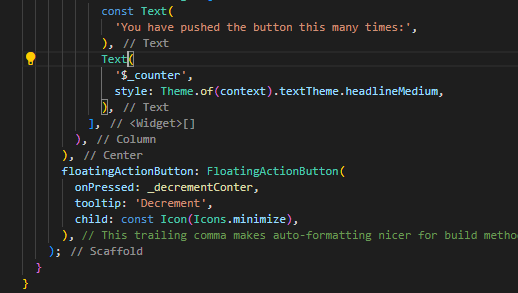 const Text(
'You have pushed the button this many times:',
), // Text
Text(
'$_counter',
style: Theme.of(context).textTheme.headlineMedium,
), // Text
], // <Widget>[]
), // Column
), // Center
floatingActionButton: FloatingActionButton(
onPressed: _decrementConter,
tooltip: 'Decrement',
child: const Icon(Icons.minimize),
), // This trailing comma makes auto-formatting nicer for build metho
); // Scaffold
}
}